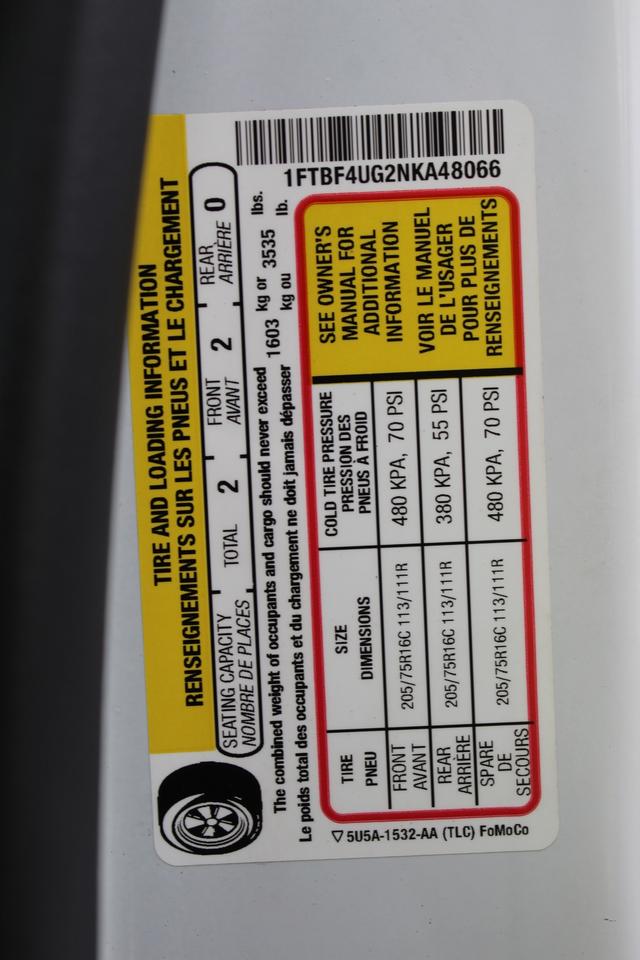 1FTBF4UG2NKA48066
TIRE AND LOADING INFORMATION
RENSEIGNEMENTS SUR LES PNEUS ET LE CHARGEMENT
SEATING CAPACITY TOTAL 2 FRONT 2 REAR 0
NOMBRE DE PLACES AVANT ARRIÈRE
The combined weight of occupants and cargo should never exceed 1603 kg or 3535 lbs.
Le poids total des occupants et du chargement ne doit jamais dépasser kg ou lb.
TIRE SIZE COLD TIRE PRESSURE
PNEU DIMENSIONS PRESSION DES
PNEUS À FROID
FRONT 205/75R16C 113/111R 480 KPA, 70 PSI
AVANT
REAR 205/75R16C 113/111R 380 KPA, 55 PSI
ARRIÈRE
SPARE 205/75R16C 113/111R 480 KPA, 70 PSI
DE
SECOURS
SEE OWNER'S
MANUAL FOR
ADDITIONAL
INFORMATION
VOIR LE MANUEL
DE L'USAGER
POUR PLUS DE
RENSEIGNEMENTS
▽ 5U5A-1532-AA (TLC) FoMoCo